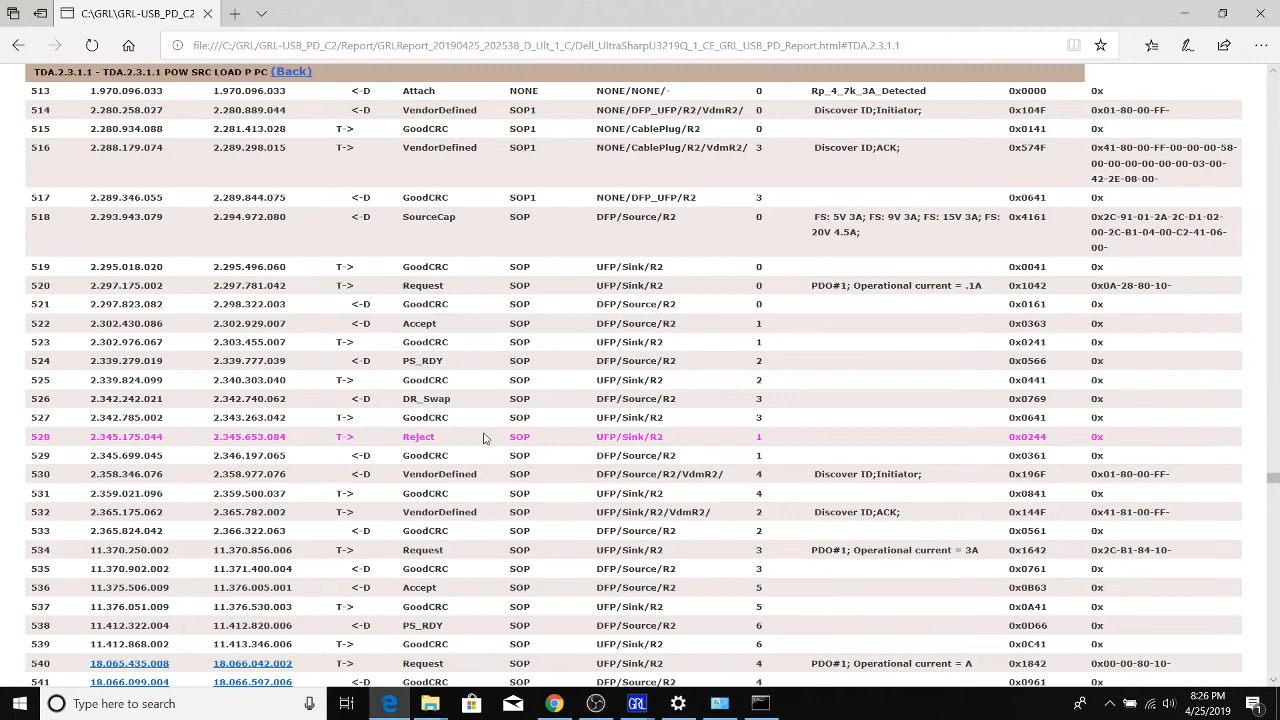 [TDA.2.3.1.1] - PD_C2
file:///C:/GRL/GRL-USB_PD_C2/Report/GRLReport_20190425_202538_D_Ult_1_C/Dell_UltraSharpU3219Q_1_CE_GRL_USB_PD_Report.html#TDA.2.3.1.1
TDA.2.3.1.1 - TDA.2.3.1.1 POW SRC LOAD P PC (Back)
513 1.970.096.033 1.970.096.033 <-D Attach NONE NONE/NONE/- 0 Rp_4_7k_3A_Detected 0x0000 0x
514 2.280.258.027 2.280.889.044 <-D VendorDefined SOP1 NONE/DFP_UFP/R2/VdmR2/ 0 Discover ID;Initiator; 0x104F 0x01-80-00-FF-
515 2.280.934.088 2.281.413.028 T-> GoodCRC SOP1 NONE/CablePlug/R2 0 0x0141 0x
516 2.288.179.074 2.289.298.015 T-> VendorDefined SOP1 NONE/CablePlug/R2/VdmR2/ 3 Discover ID;ACK; 0x574F 0x41-80-00-FF-00-00-00-58-
00-00-00-00-00-00-03-00-
42-2E-08-00-
517 2.289.346.055 2.289.844.075 <-D GoodCRC SOP1 NONE/DFP_UFP/R2 3 0x0641 0x
518 2.293.943.079 2.294.972.080 <-D SourceCap SOP DFP/Source/R2 0 FS: 5V 3A; FS: 9V 3A; FS: 15V 3A; FS: 0x4161 0x2C-91-01-2A-2C-D1-02-
20V 4.5A; 00-2C-B1-04-00-C2-41-06-
00-
519 2.295.018.020 2.295.496.060 T-> GoodCRC SOP UFP/Sink/R2 0 0x0041 0x
520 2.297.175.002 2.297.781.042 T-> Request SOP UFP/Sink/R2 0 PDO#1; Operational current = .1A 0x1042 0x0A-28-80-10-
521 2.297.823.082 2.298.322.003 <-D GoodCRC SOP DFP/Source/R2 0 0x0161 0x
522 2.302.430.086 2.302.929.007 <-D Accept SOP DFP/Source/R2 1 0x0363 0x
523 2.302.976.067 2.303.455.007 T-> GoodCRC SOP UFP/Sink/R2 1 0x0241 0x
524 2.339.279.019 2.339.777.039 <-D PS_RDY SOP DFP/Source/R2 2 0x0566 0x
525 2.339.824.099 2.340.303.040 T-> GoodCRC SOP UFP/Sink/R2 2 0x0441 0x
526 2.342.242.021 2.342.740.062 <-D DR_Swap SOP DFP/Source/R2 3 0x0769 0x
527 2.342.785.002 2.343.263.042 T-> GoodCRC SOP UFP/Sink/R2 3 0x0641 0x
528 2.345.175.044 2.345.653.084 T-> Reject SOP UFP/Sink/R2 1 0x0244 0x
529 2.345.699.045 2.346.197.065 <-D GoodCRC SOP DFP/Source/R2 1 0x0361 0x
530 2.358.346.076 2.358.977.076 <-D VendorDefined SOP DFP/Source/R2/VdmR2/ 4 Discover ID;Initiator; 0x196F 0x01-80-00-FF-
531 2.359.021.096 2.359.500.037 T-> GoodCRC SOP UFP/Sink/R2 4 0x0841 0x
532 2.365.175.062 2.365.782.002 T-> VendorDefined SOP UFP/Sink/R2/VdmR2/ 2 Discover ID;ACK; 0x144F 0x41-81-00-FF-
533 2.365.824.042 2.366.322.063 <-D GoodCRC SOP DFP/Source/R2 2 0x0561 0x
534 11.370.250.002 11.370.856.006 T-> Request SOP UFP/Sink/R2 3 PDO#1; Operational current = 3A 0x1642 0x2C-B1-84-10-
535 11.370.902.002 11.371.400.004 <-D GoodCRC SOP DFP/Source/R2 3 0x0761 0x
536 11.375.506.009 11.376.005.001 <-D Accept SOP DFP/Source/R2 5 0x0B63 0x
537 11.376.051.009 11.376.530.003 T-> GoodCRC SOP UFP/Sink/R2 5 0x0A41 0x
538 11.412.322.004 11.412.820.006 <-D PS_RDY SOP DFP/Source/R2 6 0x0D66 0x
539 11.412.868.002 11.413.346.006 T-> GoodCRC SOP UFP/Sink/R2 6 0x0C41 0x
540 18.065.435.008 18.066.042.002 T-> Request SOP UFP/Sink/R2 4 PDO#1; Operational current = A 0x1842 0x00-00-80-10-
541 18.066.099.004 18.066.597.006 <-D GoodCRC SOP DFP/Source/R2 4 0x0961 0x
Type here to search
GRL
8:26 PM
4/25/2019